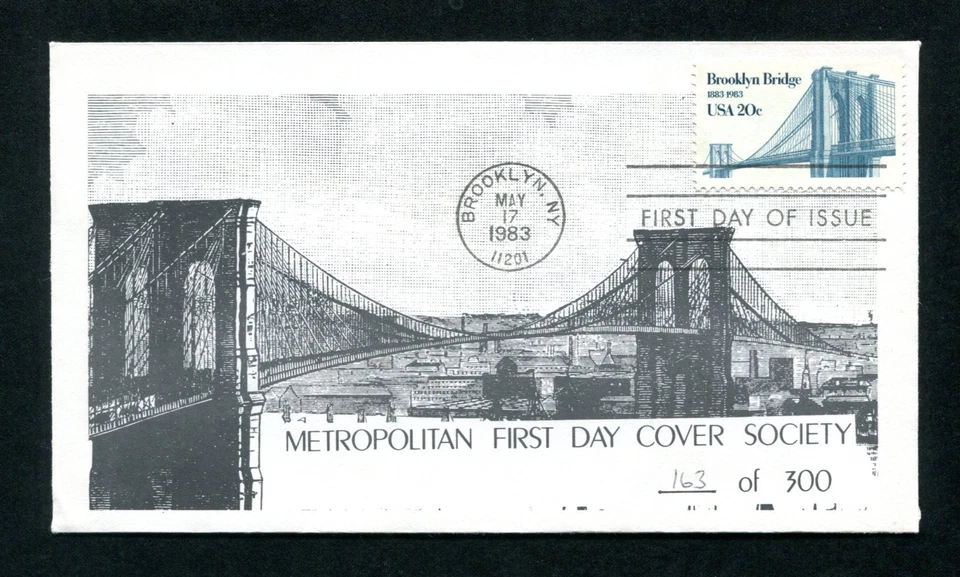 Brooklyn Bridge
1883·1983
USA 20c
BROOKLYN, NY
MAY
17
1983
11201
FIRST DAY OF ISSUE
METROPOLITAN FIRST DAY COVER SOCIETY
163 of 300